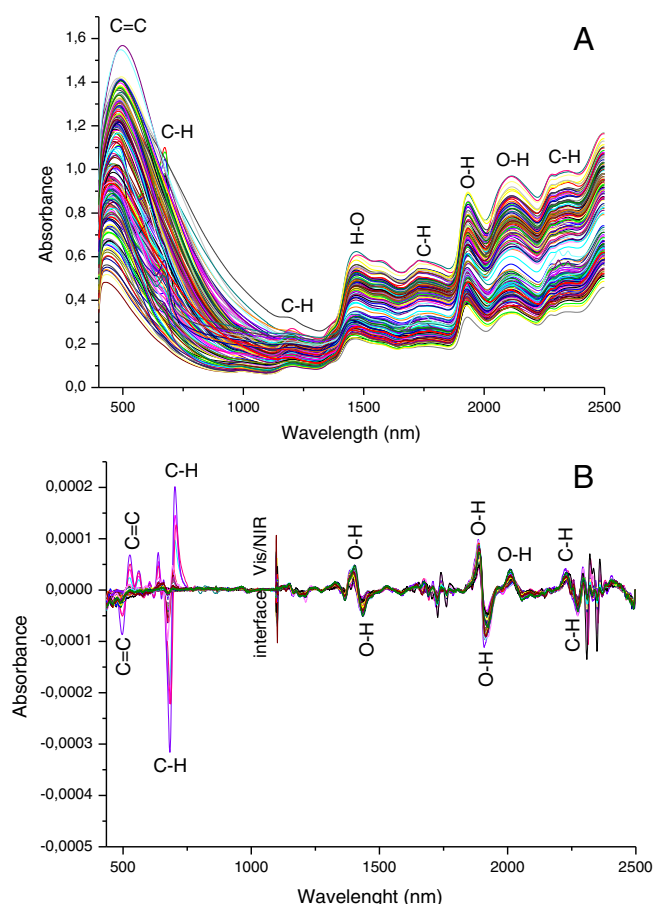 C=C
A
1,6
1,4
1,2
1,0
0,8
0,6
0,4
0,2
0,0
Absorbance
C-H
C-H
H-O
C-H
O-H
O-H
C-H
500
1000
1500
2000
2500
Wavelength (nm)
B
0,0002
0,0001
0,0000
-0,0001
-0,0002
-0,0003
-0,0004
-0,0005
Absorbance
C=C
C=C
C-H
C-H
interface Vis/NIR
O-H
O-H
O-H
O-H
O-H
C-H
C-H
500
1000
1500
2000
2500
Wavelenght (nm)